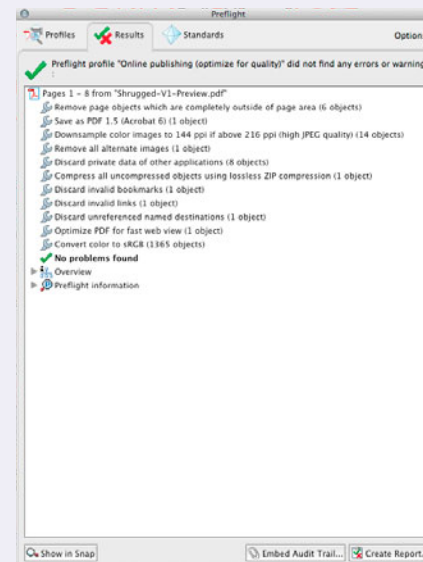 Preflight
Profiles
Results
Standards
Option
Preflight profile "Online publishing (optimize for quality)" did not find any errors or warning
:
Pages 1 - 8 from "Shrugged-V1-Preview.pdf"
Remove page objects which are completely outside of page area (6 objects)
Save as PDF 1.5 (Acrobat 6) (1 object)
Downsample color images to 144 ppi if above 216 ppi (high JPEG quality) (14 objects)
Remove all alternate images (1 object)
Discard private data of other applications (8 objects)
Compress all uncompressed objects using lossless ZIP compression (1 object)
Discard invalid bookmarks (1 object)
Discard invalid links (1 object)
Discard unreferenced named destinations (1 object)
Optimize PDF for fast web view (1 object)
Convert color to sRGB (1365 objects)
No problems found
Overview
Preflight information
Show in Snap
Embed Audit Trail...
Create Report.